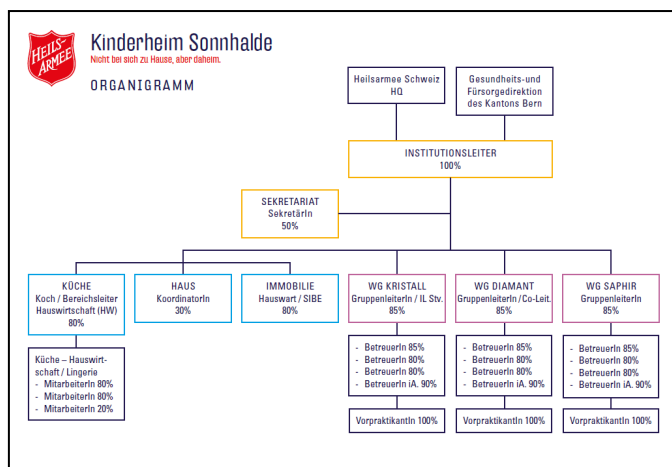 HEILS-
ARMEE
Kinderheim Sonnhalde
Nicht bei sich zu Hause, aber daheim.
ORGANIGRAMM
Heilsarmee Schweiz
HQ
Gesundheits-und
Fürsorgedirektion
des Kantons Bern
INSTITUTIONSLEITER
100%
SEKRETARIAT
SekretärIn
50%
KÜCHE
Koch / Bereichsleiter
Hauswirtschaft (HW)
80%
HAUS
KoordinatorIn
30%
IMMOBILIE
Hauswart / SIBE
80%
WG KRISTALL
GruppenleiterIn / IL Stv.
85%
WG DIAMANT
GruppenleiterIn / Co-Leit.
85%
WG SAPHIR
GruppenleiterIn
85%
Küche – Hauswirt-
schaft / Lingerie
- MitarbeiterIn 80%
- MitarbeiterIn 80%
- MitarbeiterIn 20%
- BetreuerIn 85%
- BetreuerIn 80%
- BetreuerIn 80%
- BetreuerIn iA. 90%
- BetreuerIn 85%
- BetreuerIn 80%
- BetreuerIn 80%
- BetreuerIn iA. 90%
- BetreuerIn 85%
- BetreuerIn 80%
- BetreuerIn 80%
- BetreuerIn iA. 90%
VorpraktikantIn 100%
VorpraktikantIn 100%
VorpraktikantIn 100%